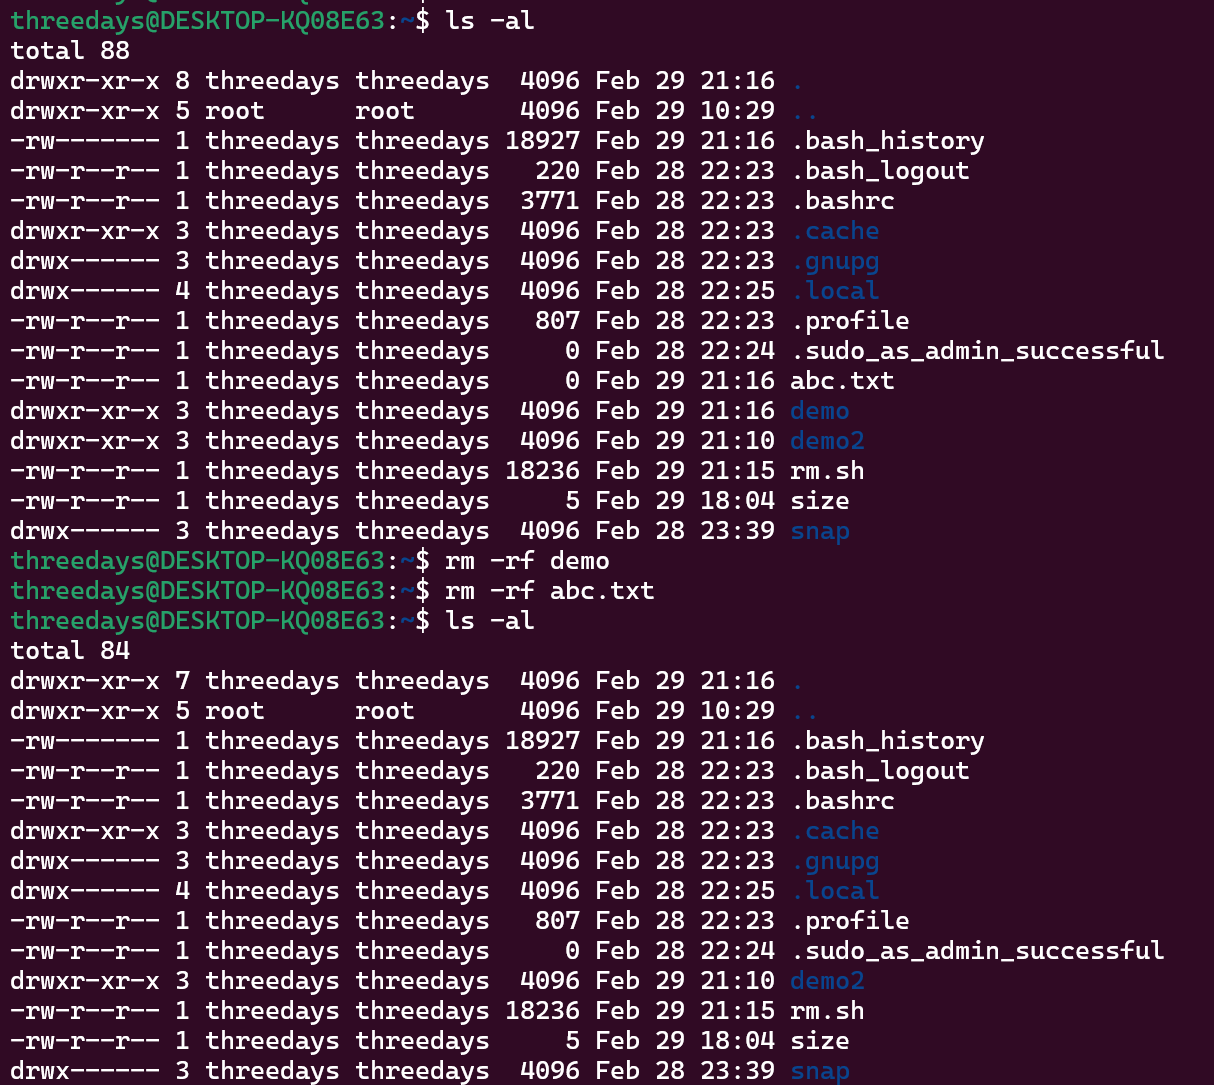 threedays@DESKTOP-KQ08E63:~$ ls -al
total 88
drwxr-xr-x 8 threedays threedays  4096 Feb 29 21:16 .
drwxr-xr-x 5 root      root       4096 Feb 29 10:29 ..
-rw------- 1 threedays threedays 18927 Feb 29 21:16 .bash_history
-rw-r--r-- 1 threedays threedays   220 Feb 28 22:23 .bash_logout
-rw-r--r-- 1 threedays threedays  3771 Feb 28 22:23 .bashrc
drwxr-xr-x 3 threedays threedays  4096 Feb 28 22:23 .cache
drwx------ 3 threedays threedays  4096 Feb 28 22:23 .gnupg
drwx------ 4 threedays threedays  4096 Feb 28 22:25 .local
-rw-r--r-- 1 threedays threedays   807 Feb 28 22:23 .profile
-rw-r--r-- 1 threedays threedays     0 Feb 28 22:24 .sudo_as_admin_successful
-rw-r--r-- 1 threedays threedays     0 Feb 29 21:16 abc.txt
drwxr-xr-x 3 threedays threedays  4096 Feb 29 21:16 demo
drwxr-xr-x 3 threedays threedays  4096 Feb 29 21:10 demo2
-rw-r--r-- 1 threedays threedays 18236 Feb 29 21:15 rm.sh
-rw-r--r-- 1 threedays threedays     5 Feb 29 18:04 size
drwx------ 3 threedays threedays  4096 Feb 28 23:39 snap
threedays@DESKTOP-KQ08E63:~$ rm -rf demo
threedays@DESKTOP-KQ08E63:~$ rm -rf abc.txt
threedays@DESKTOP-KQ08E63:~$ ls -al
total 84
drwxr-xr-x 7 threedays threedays  4096 Feb 29 21:16 .
drwxr-xr-x 5 root      root       4096 Feb 29 10:29 ..
-rw------- 1 threedays threedays 18927 Feb 29 21:16 .bash_history
-rw-r--r-- 1 threedays threedays   220 Feb 28 22:23 .bash_logout
-rw-r--r-- 1 threedays threedays  3771 Feb 28 22:23 .bashrc
drwxr-xr-x 3 threedays threedays  4096 Feb 28 22:23 .cache
drwx------ 3 threedays threedays  4096 Feb 28 22:23 .gnupg
drwx------ 4 threedays threedays  4096 Feb 28 22:25 .local
-rw-r--r-- 1 threedays threedays   807 Feb 28 22:23 .profile
-rw-r--r-- 1 threedays threedays     0 Feb 28 22:24 .sudo_as_admin_successful
drwxr-xr-x 3 threedays threedays  4096 Feb 29 21:10 demo2
-rw-r--r-- 1 threedays threedays 18236 Feb 29 21:15 rm.sh
-rw-r--r-- 1 threedays threedays     5 Feb 29 18:04 size
drwx------ 3 threedays threedays  4096 Feb 28 23:39 snap